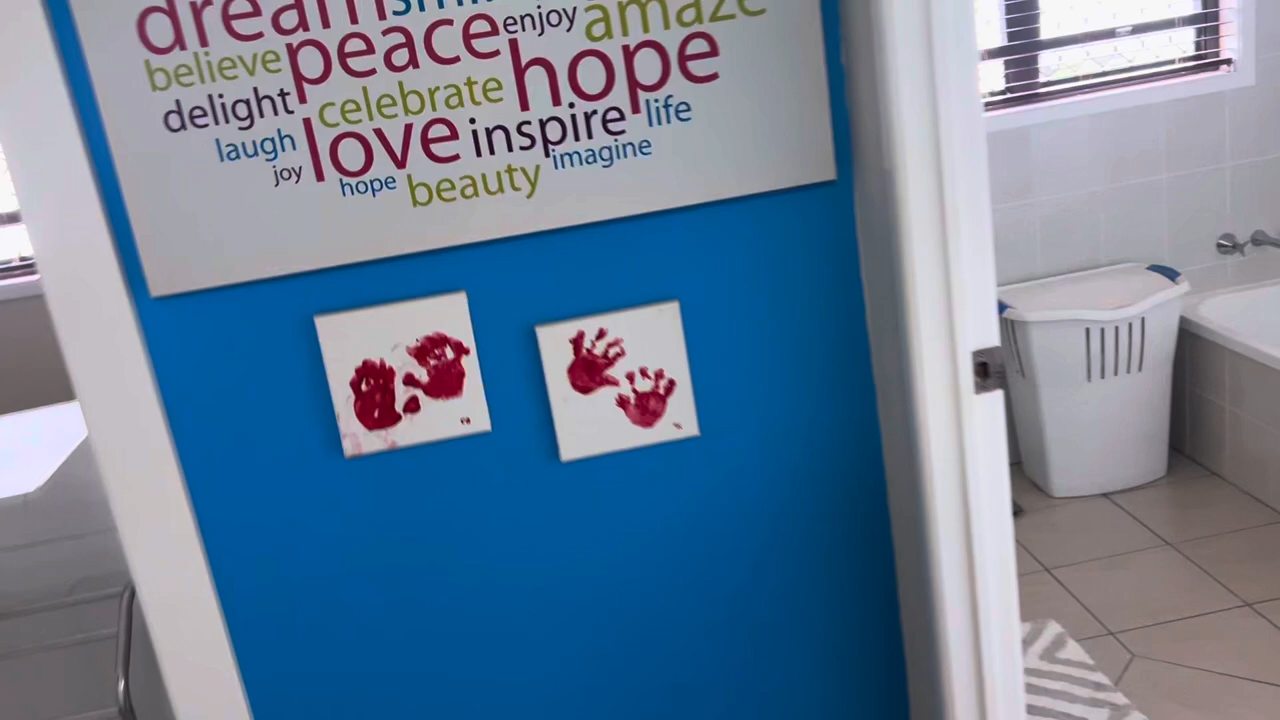 dream
peace enjoy amaze
believe
hope
delight celebrate
laugh love inspire life
joy imagine
hope beauty